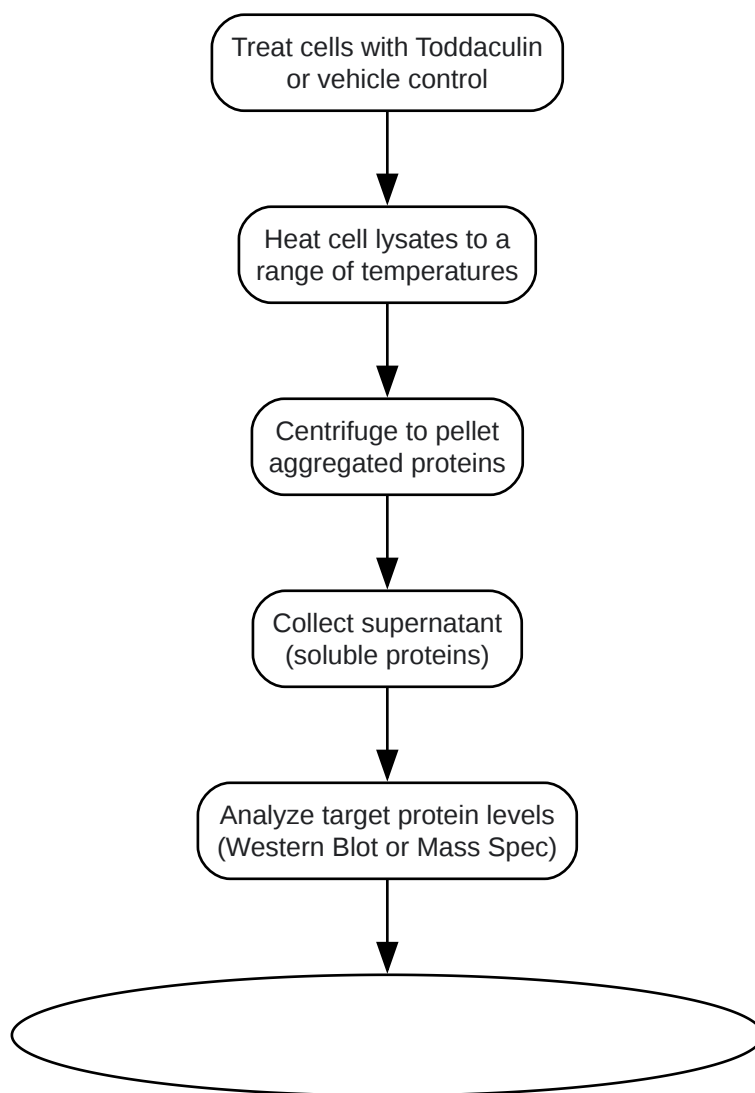 Treat cells with Toddaculin
or vehicle control
Heat cell lysates to a
range of temperatures
Centrifuge to pellet
aggregated proteins
Collect supernatant
(soluble proteins)
Analyze target protein levels
(Western Blot or Mass Spec)